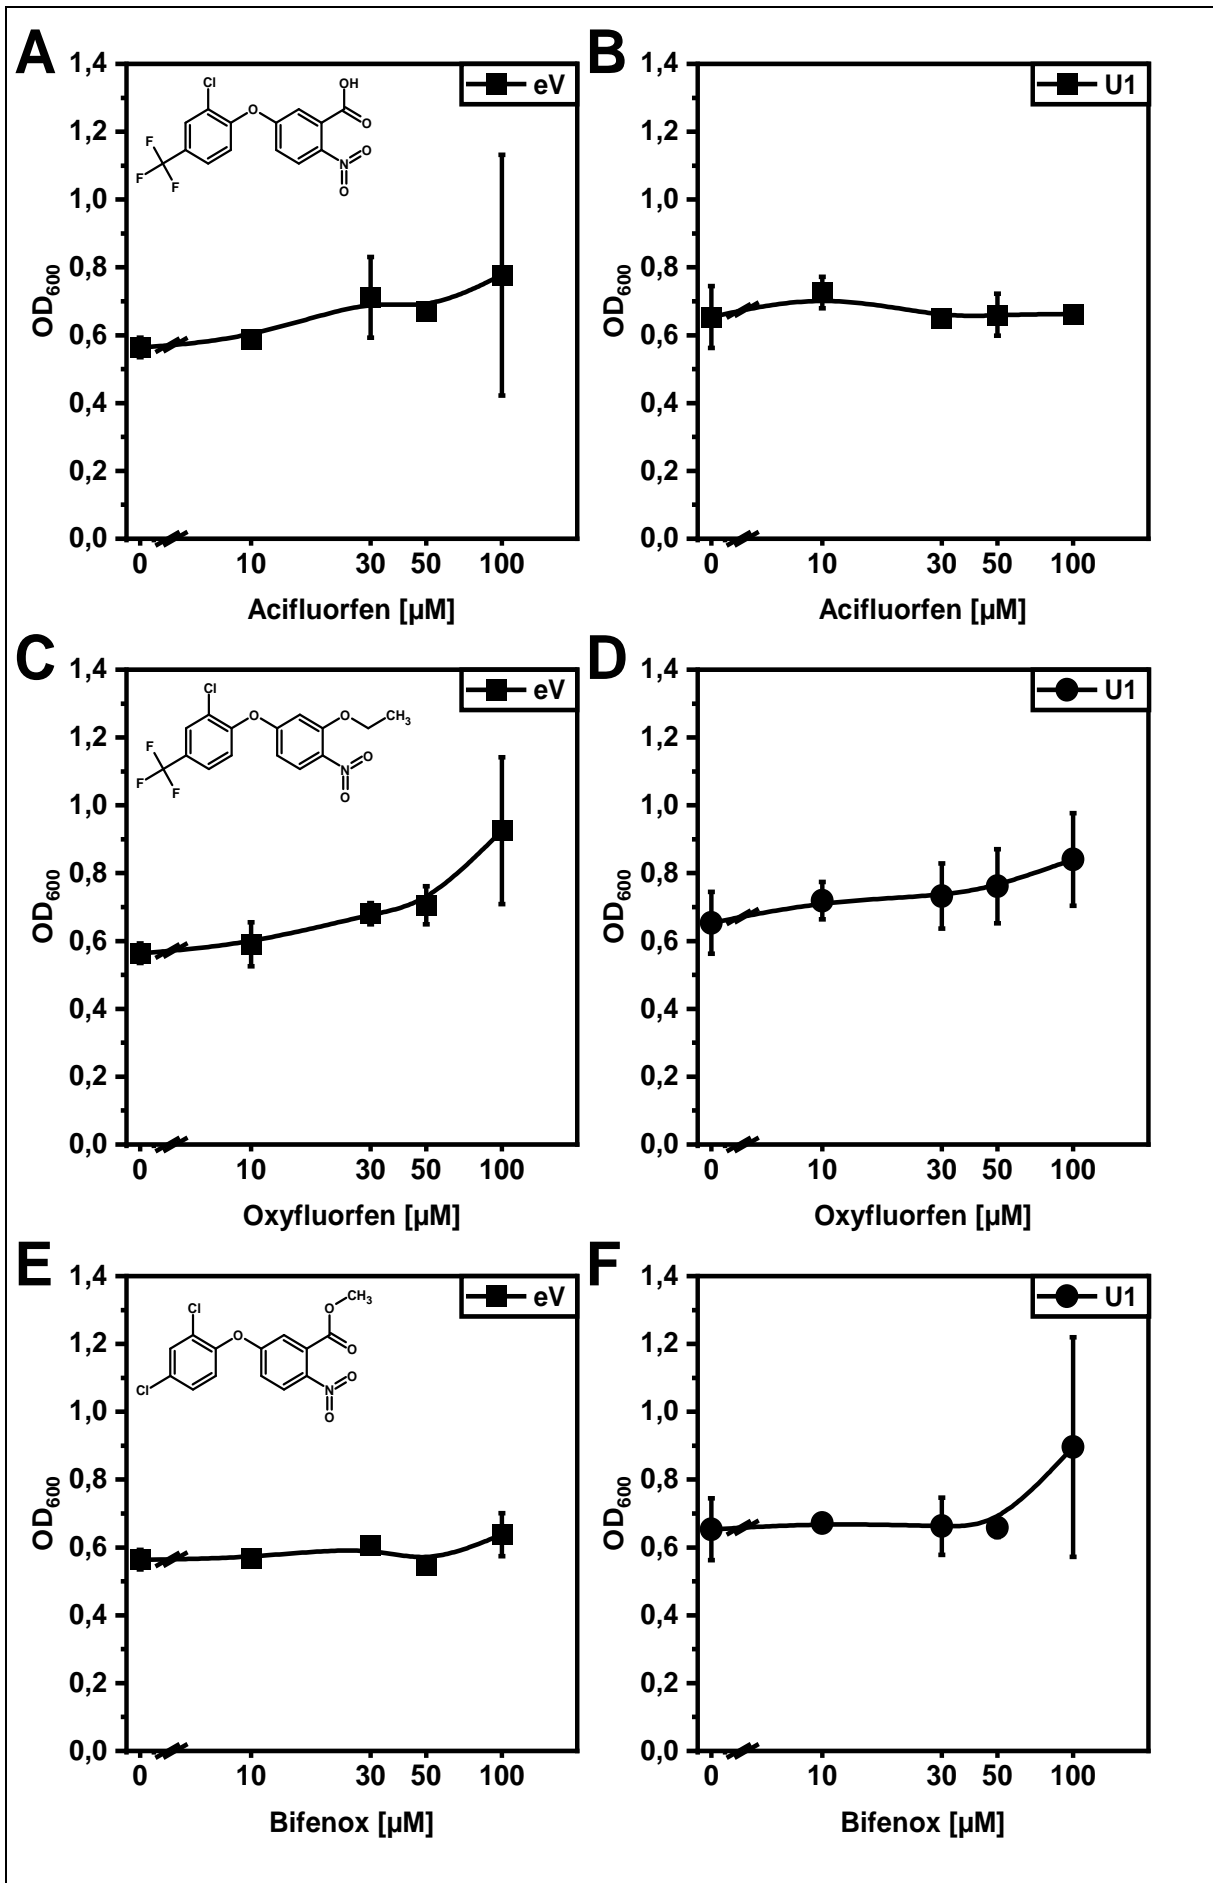 A
1,4
1,2
1,0
0,8
0,6
0,4
0,2
0,0
OD600
eV
Cl
O
OH
O
N
O
O
F
F
F
0 10 30 50 100
Acifluorfen [µM]
B
1,4
1,2
1,0
0,8
0,6
0,4
0,2
0,0
OD600
U1
0 10 30 50 100
Acifluorfen [µM]
C
1,4
1,2
1,0
0,8
0,6
0,4
0,2
0,0
OD600
eV
Cl
O
O
CH3
N
O
O
F
F
F
0 10 30 50 100
Oxyfluorfen [µM]
D
1,4
1,2
1,0
0,8
0,6
0,4
0,2
0,0
OD600
U1
0 10 30 50 100
Oxyfluorfen [µM]
E
1,4
1,2
1,0
0,8
0,6
0,4
0,2
0,0
OD600
eV
Cl
O
O
CH3
O
N
O
O
Cl
0 10 30 50 100
Bifenox [µM]
F
1,4
1,2
1,0
0,8
0,6
0,4
0,2
0,0
OD600
U1
0 10 30 50 100
Bifenox [µM]